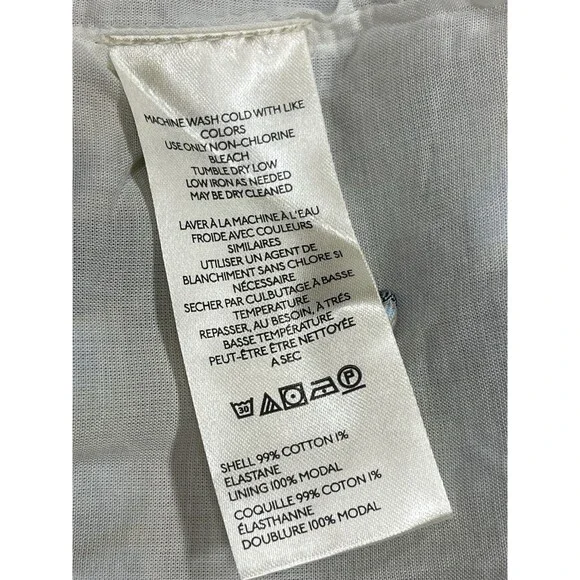 MACHINE WASH COLD WITH LIKE
COLORS
USE ONLY NON-CHLORINE
BLEACH
TUMBLE DRY LOW
LOW IRON AS NEEDED
MAY BE DRY CLEANED
LAVER À LA MACHINE À L'EAU
FROIDE AVEC COULEURS
SIMILAIRES
UTILISER UN AGENT DE
BLANCHIMENT SANS CHLORE SI
NÉCESSAIRE
SECHER PAR CULBUTAGE À BASSE
TEMPERATURE
REPASSER, AU BESOIN, À TRÉS
BASSE TEMPÉRATURE
PEUT-ÊTRE ÊTRE NETTOYÉE
A SEC
30 P
SHELL 99% COTTON 1%
ELASTANE
LINING 100% MODAL
COQUILLE 99% COTON 1%
ÉLASTHANNE
DOUBLURE 100% MODAL